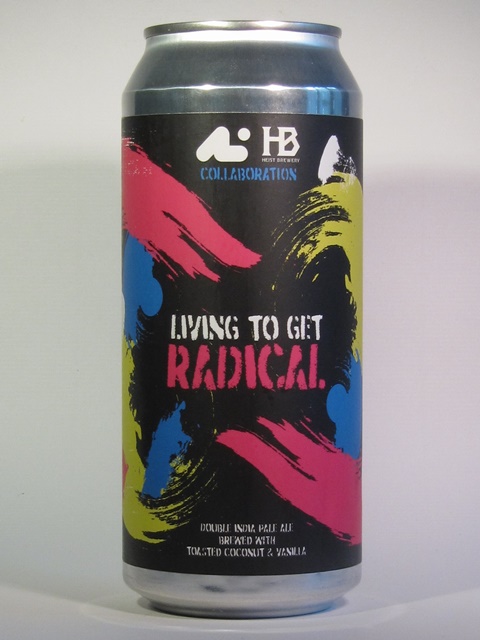 HB
HEIST BREWERY
COLLABORATION
LIVING TO GET
RADICAL
DOUBLE INDIA PALE ALE
BREWED WITH
TOASTED COCONUT & VANILLA